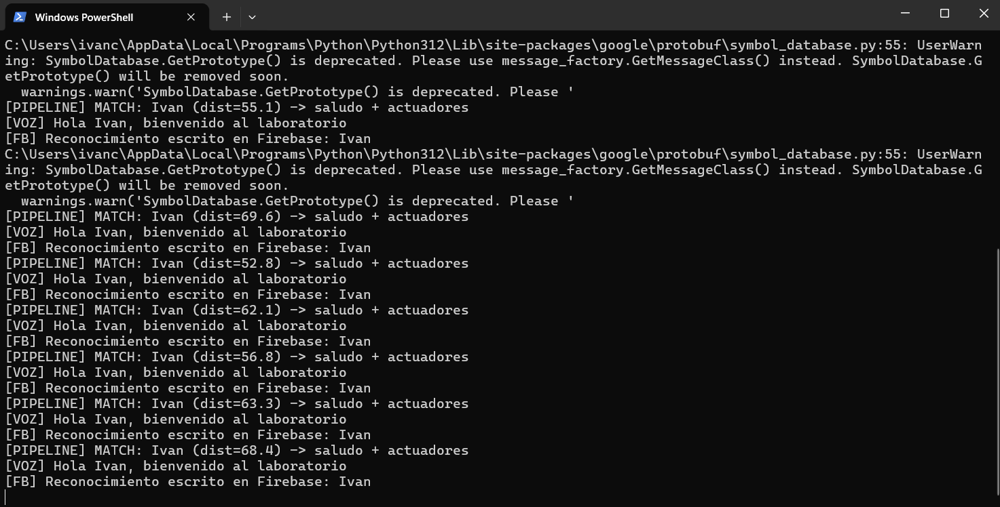 Windows PowerShell
C:\Users\ivanc\AppData\Local\Programs\Python\Python312\Lib\site-packages\google\protobuf\symbol_database.py:55: UserWarn
ing: SymbolDatabase.GetPrototype() is deprecated. Please use message_factory.GetMessageClass() instead. SymbolDatabase.G
etPrototype() will be removed soon.
  warnings.warn('SymbolDatabase.GetPrototype() is deprecated. Please '
[PIPELINE] MATCH: Ivan (dist=55.1) -> saludo + actuadores
[VOZ] Hola Ivan, bienvenido al laboratorio
[FB] Reconocimiento escrito en Firebase: Ivan
C:\Users\ivanc\AppData\Local\Programs\Python\Python312\Lib\site-packages\google\protobuf\symbol_database.py:55: UserWarn
ing: SymbolDatabase.GetPrototype() is deprecated. Please use message_factory.GetMessageClass() instead. SymbolDatabase.G
etPrototype() will be removed soon.
  warnings.warn('SymbolDatabase.GetPrototype() is deprecated. Please '
[PIPELINE] MATCH: Ivan (dist=69.6) -> saludo + actuadores
[VOZ] Hola Ivan, bienvenido al laboratorio
[FB] Reconocimiento escrito en Firebase: Ivan
[PIPELINE] MATCH: Ivan (dist=52.8) -> saludo + actuadores
[VOZ] Hola Ivan, bienvenido al laboratorio
[FB] Reconocimiento escrito en Firebase: Ivan
[PIPELINE] MATCH: Ivan (dist=62.1) -> saludo + actuadores
[VOZ] Hola Ivan, bienvenido al laboratorio
[FB] Reconocimiento escrito en Firebase: Ivan
[PIPELINE] MATCH: Ivan (dist=56.8) -> saludo + actuadores
[VOZ] Hola Ivan, bienvenido al laboratorio
[FB] Reconocimiento escrito en Firebase: Ivan
[PIPELINE] MATCH: Ivan (dist=63.3) -> saludo + actuadores
[VOZ] Hola Ivan, bienvenido al laboratorio
[FB] Reconocimiento escrito en Firebase: Ivan
[PIPELINE] MATCH: Ivan (dist=68.4) -> saludo + actuadores
[VOZ] Hola Ivan, bienvenido al laboratorio
[FB] Reconocimiento escrito en Firebase: Ivan